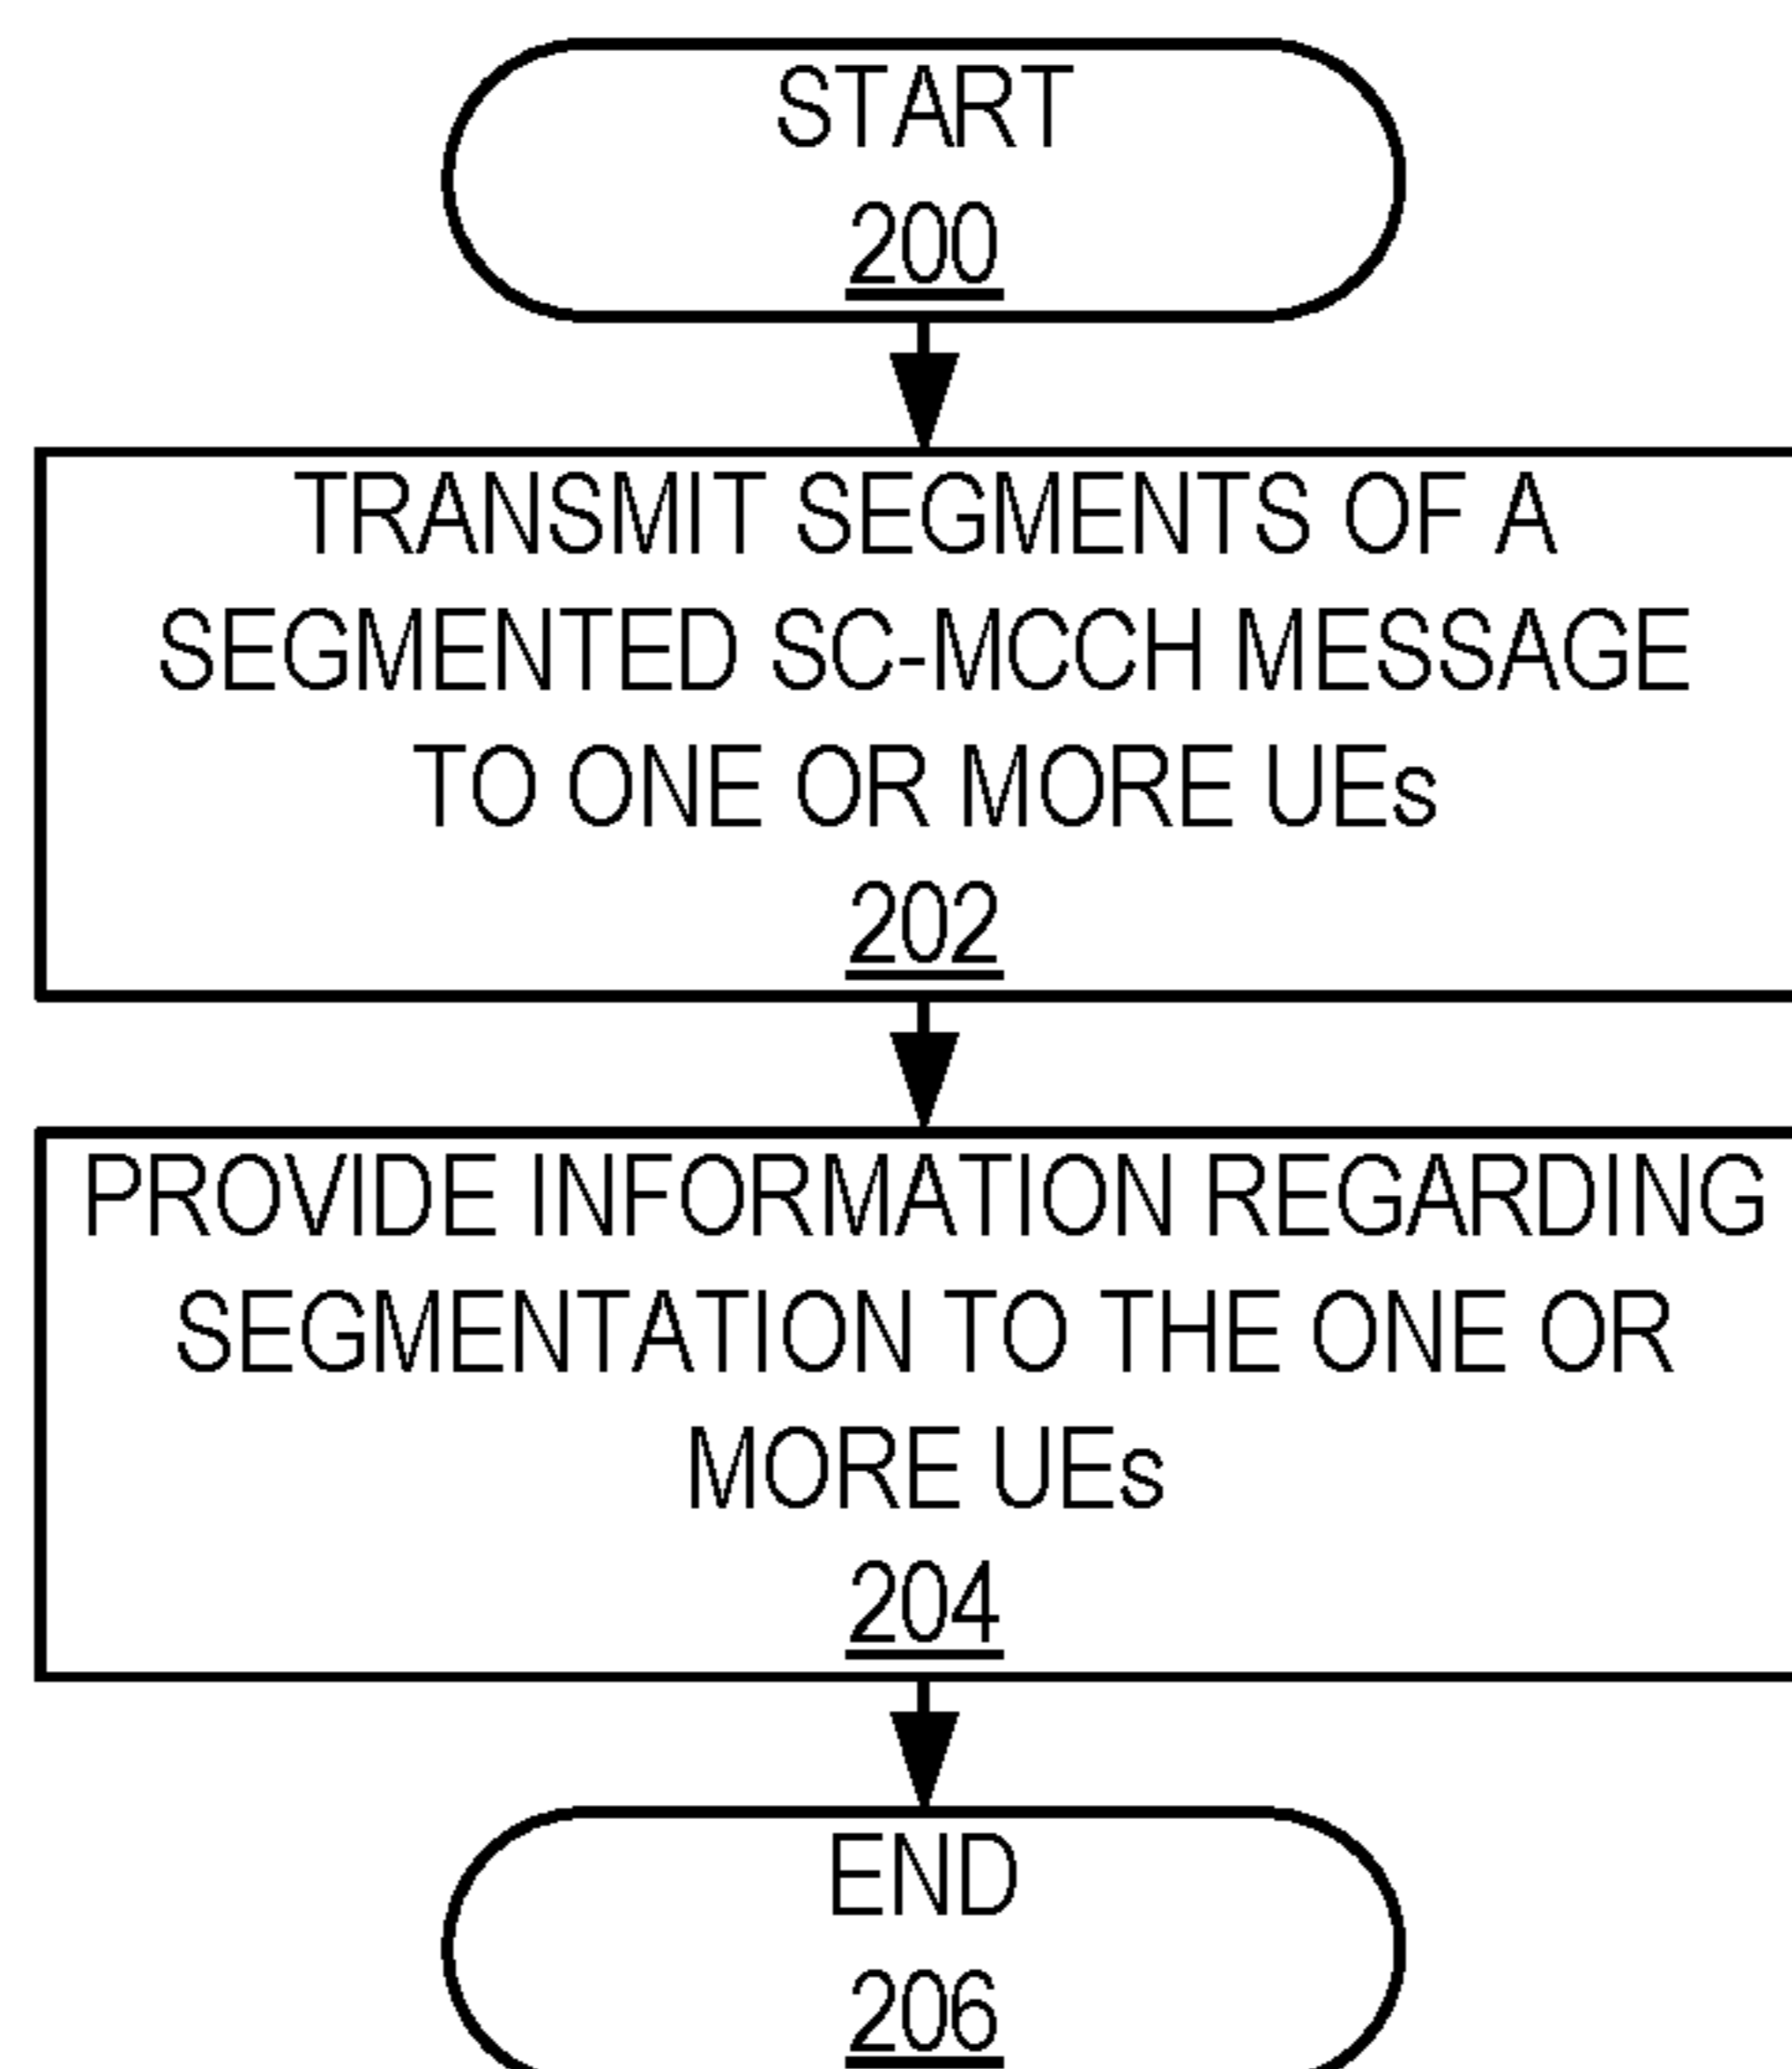 START
200
TRANSMIT SEGMENTS OF A
SEGMENTED SC-MCCH MESSAGE
TO ONE OR MORE UEs
202
PROVIDE INFORMATION REGARDING
SEGMENTATION TO THE ONE OR
MORE UEs
204
END
206